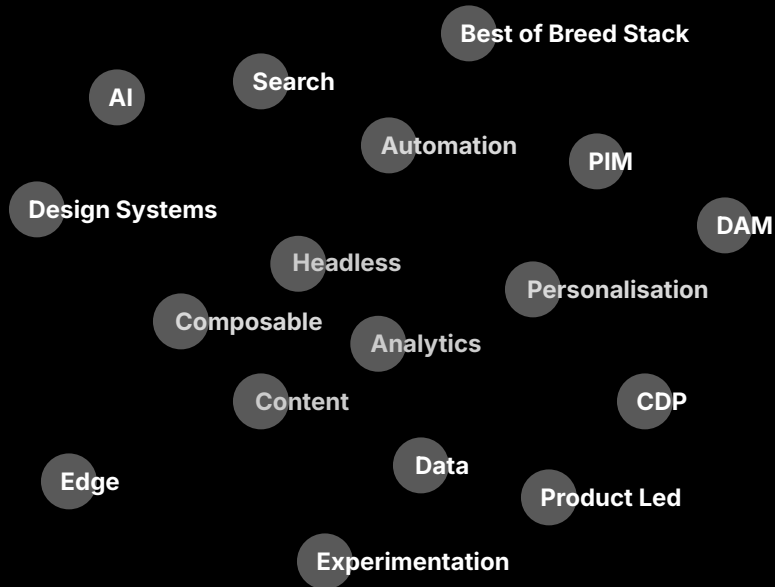 Best of Breed Stack
Search
AI
Automation
PIM
Design Systems
DAM
Headless
Personalisation
Composable
Analytics
Content
CDP
Data
Edge
Product Led
Experimentation